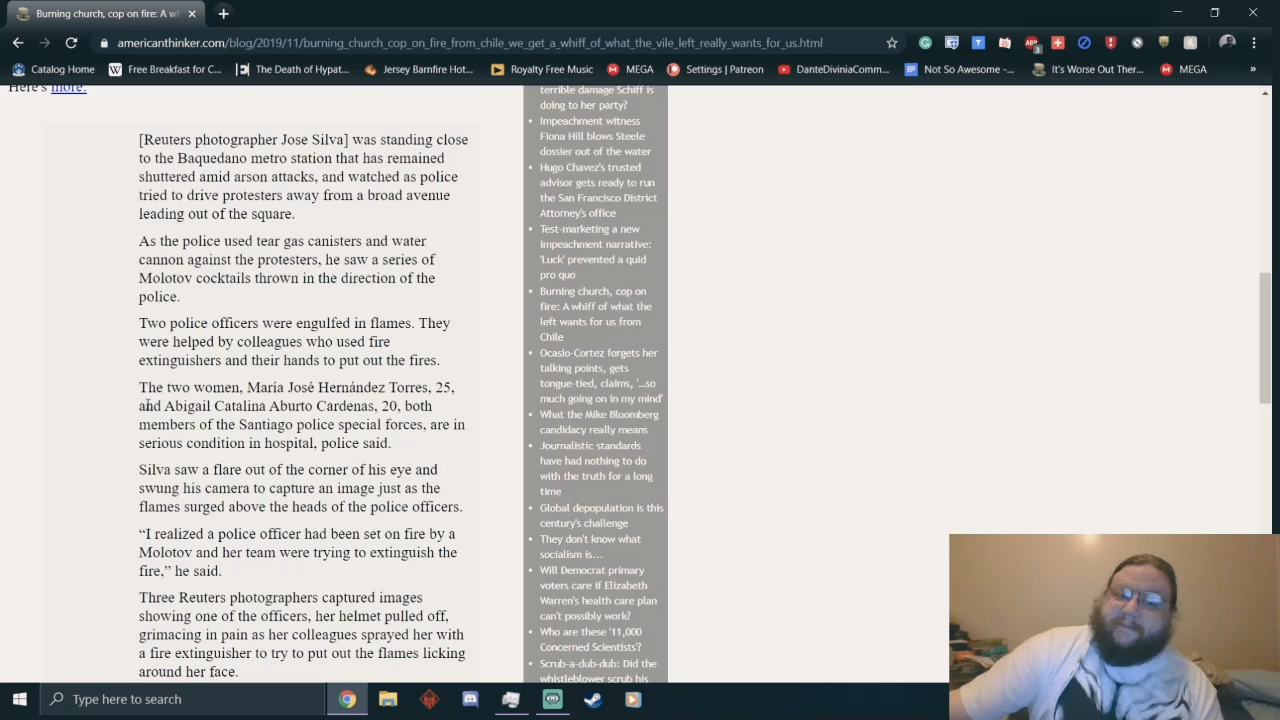 Burning church, cop on fire: A wh
americanthinker.com/blog/2019/11/burning_church_cop_on_fire_from_chile_we_get_a_whiff_of_what_the_vile_left_really_wants_for_us.html
Catalog Home
Free Breakfast for C...
The Death of Hypat...
Jersey Barnfire Hot...
Royalty Free Music
MEGA
Settings | Patreon
DanteDiviniaComm...
Not So Awesome -...
It's Worse Out Ther...
MEGA
»
Here's more:
[Reuters photographer Jose Silva] was standing close
to the Baquedano metro station that has remained
shuttered amid arson attacks, and watched as police
tried to drive protesters away from a broad avenue
leading out of the square.
As the police used tear gas canisters and water
cannon against the protesters, he saw a series of
Molotov cocktails thrown in the direction of the
police.
Two police officers were engulfed in flames. They
were helped by colleagues who used fire
extinguishers and their hands to put out the fires.
The two women, María José Hernández Torres, 25,
and Abigail Catalina Aburto Cardenas, 20, both
members of the Santiago police special forces, are in
serious condition in hospital, police said.
Silva saw a flare out of the corner of his eye and
swung his camera to capture an image just as the
flames surged above the heads of the police officers.
“I realized a police officer had been set on fire by a
Molotov and her team were trying to extinguish the
fire,” he said.
Three Reuters photographers captured images
showing one of the officers, her helmet pulled off,
grimacing in pain as her colleagues sprayed her with
a fire extinguisher to try to put out the flames licking
around her face.
terrible damage Schiff is
doing to her party?
Impeachment witness
Fiona Hill blows Steele
dossier out of the water
Hugo Chavez's trusted
advisor gets ready to run
the San Francisco District
Attorney's office
Test-marketing a new
impeachment narrative:
'Luck' prevented a quid
pro quo
Burning church, cop on
fire: A whiff of what the
left wants for us from
Chile
Ocasio-Cortez forgets her
talking points, gets
tongue-tied, claims, '...so
much going on in my mind'
What the Mike Bloomberg
candidacy really means
Journalistic standards
have had nothing to do
with the truth for a long
time
Global depopulation is this
century's challenge
They don't know what
socialism is...
Will Democrat primary
voters care if Elizabeth
Warren's health care plan
can't possibly work?
Who are these '11,000
Concerned Scientists'?
Scrub-a-dub-dub: Did the
whistleblower scrub his
Type here to search